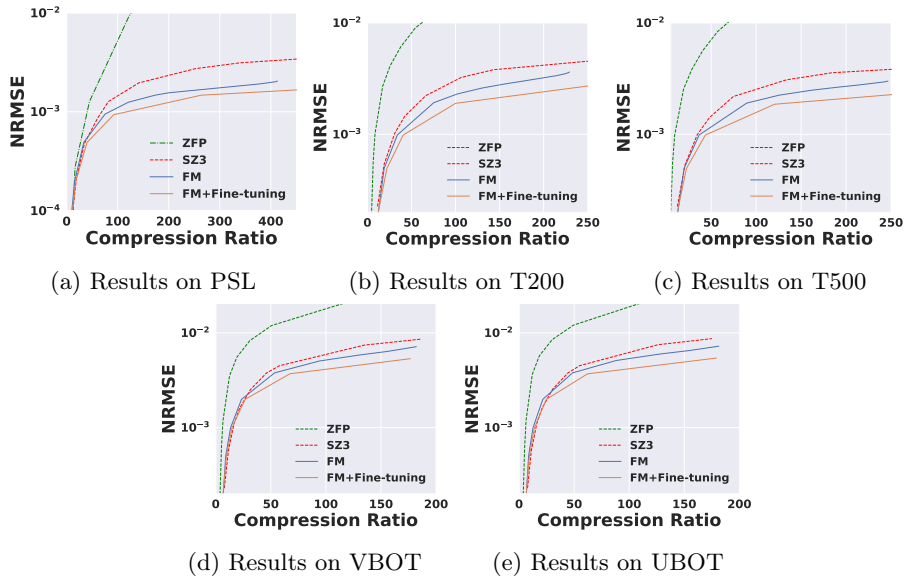 10⁻²
10⁻³
10⁻⁴
NRMSE
ZFP
SZ3
FM
FM+Fine-tuning
0 100 200 300 400
Compression Ratio
(a) Results on PSL
10⁻²
10⁻³
NRMSE
ZFP
SZ3
FM
FM+Fine-tuning
0 50 100 150 200 250
Compression Ratio
(b) Results on T200
10⁻²
10⁻³
NRMSE
ZFP
SZ3
FM
FM+Fine-tuning
50 100 150 200 250
Compression Ratio
(c) Results on T500
10⁻²
10⁻³
NRMSE
ZFP
SZ3
FM
FM+Fine-tuning
0 50 100 150 200
Compression Ratio
(d) Results on VBOT
10⁻²
10⁻³
NRMSE
ZFP
SZ3
FM
FM+Fine-tuning
0 50 100 150 200
Compression Ratio
(e) Results on UBOT